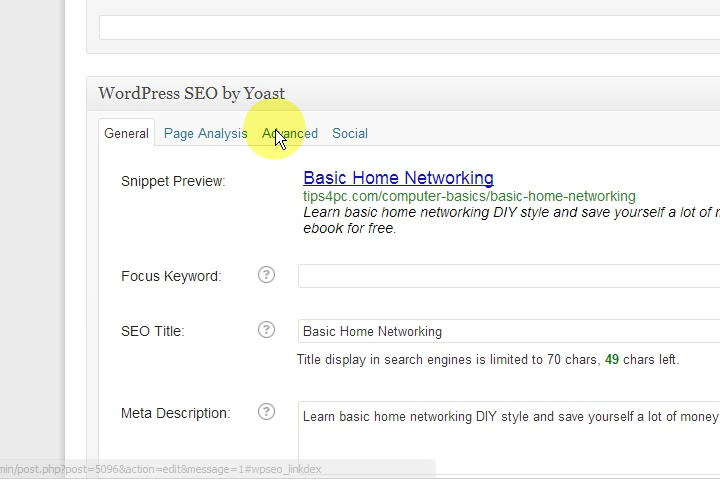 WordPress SEO by Yoast
General Page Analysis Advanced Social
Snippet Preview: Basic Home Networking
tips4pc.com/computer-basics/basic-home-networking
Learn basic home networking DIY style and save yourself a lot of
ebook for free.
Focus Keyword: ?
SEO Title: ? Basic Home Networking
Title display in search engines is limited to 70 chars, 49 chars left.
Meta Description: ? Learn basic home networking DIY style and save yourself a lot of money
min/post.php?post=5096&action=edit&message=1#wpseo_linkdex